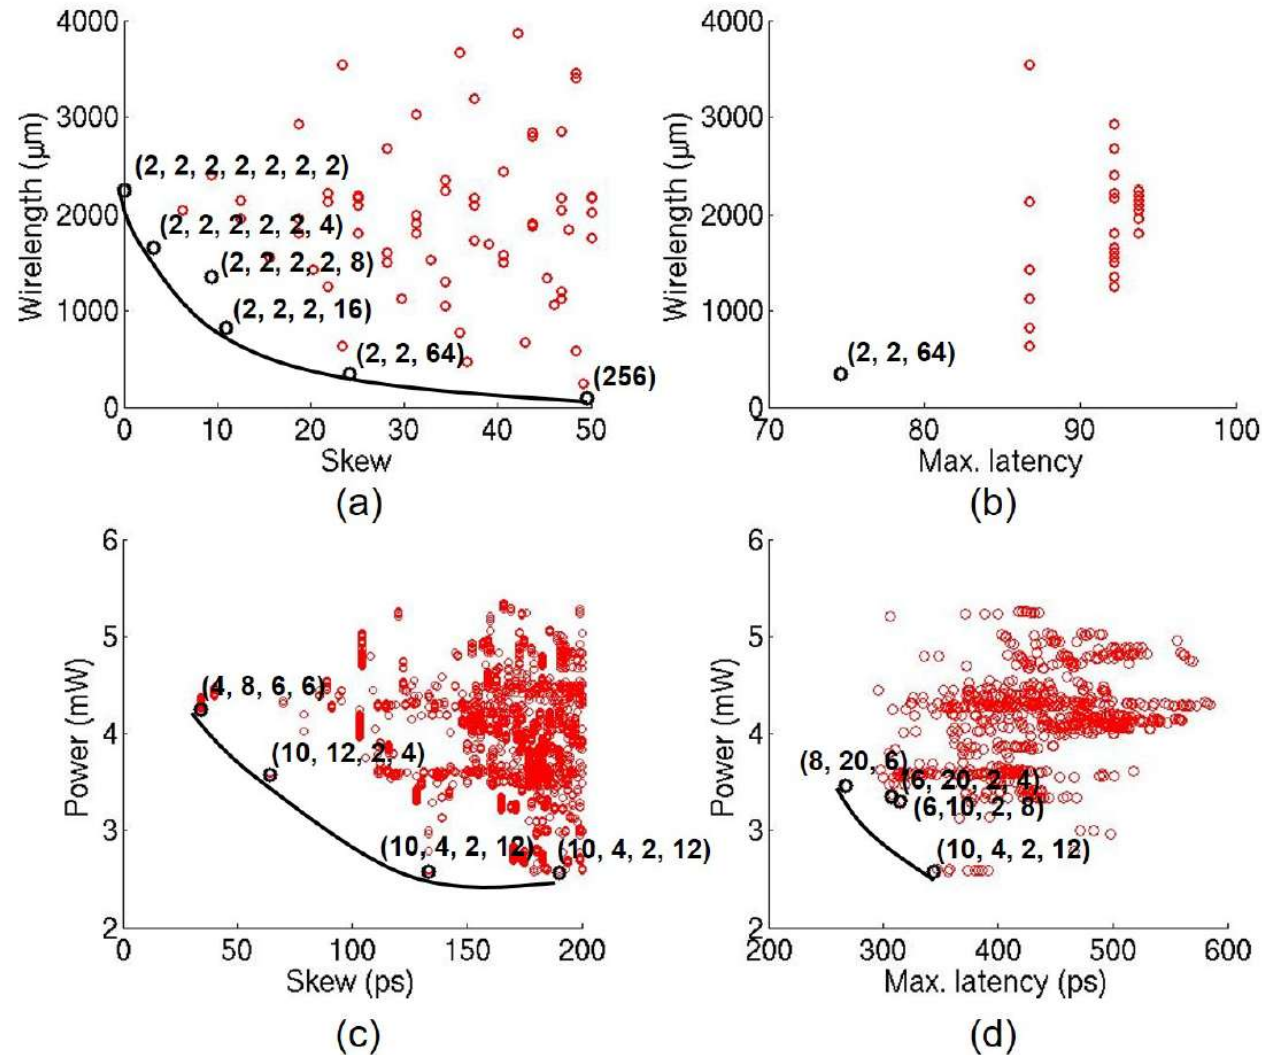 4000
3000
2000
1000
0
Wirelength (μm)
(2, 2, 2, 2, 2, 2, 2)
(2, 2, 2, 2, 2, 4)
(2, 2, 2, 2, 8)
(2, 2, 2, 16)
(2, 2, 64)
(256)
0 10 20 30 40 50
Skew
(a)
4000
3000
2000
1000
0
Wirelength (μm)
(2, 2, 64)
70 80 90 100
Max. latency
(b)
6
5
4
3
2
Power (mW)
(4, 8, 6, 6)
(10, 12, 2, 4)
(10, 4, 2, 12)
(10, 4, 2, 12)
0 50 100 150 200
Skew (ps)
(c)
6
5
4
3
2
Power (mW)
(8, 20, 6)
(6, 20, 2, 4)
(6,10, 2, 8)
(10, 4, 2, 12)
200 300 400 500 600
Max. latency (ps)
(d)